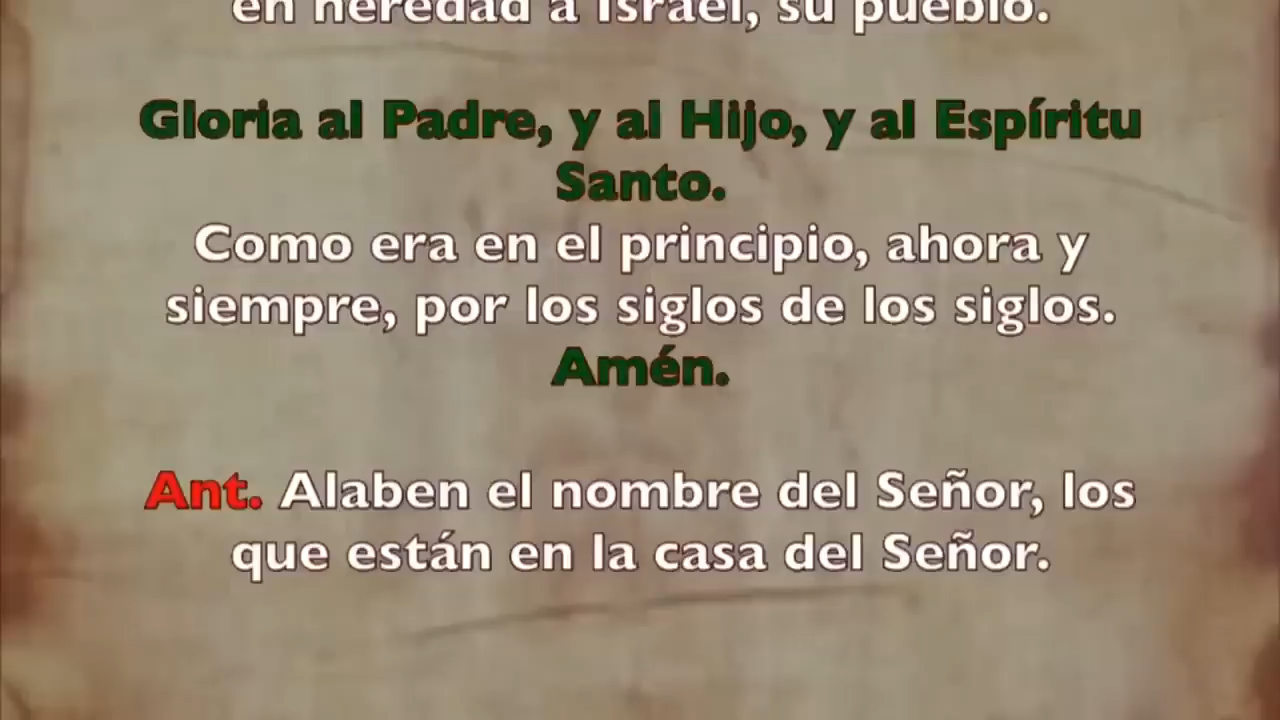 en heredad a Israel, su pueblo.
Gloria al Padre, y al Hijo, y al Espíritu
Santo.
Como era en el principio, ahora y
siempre, por los siglos de los siglos.
Amén.
Ant. Alaben el nombre del Señor, los
que están en la casa del Señor.